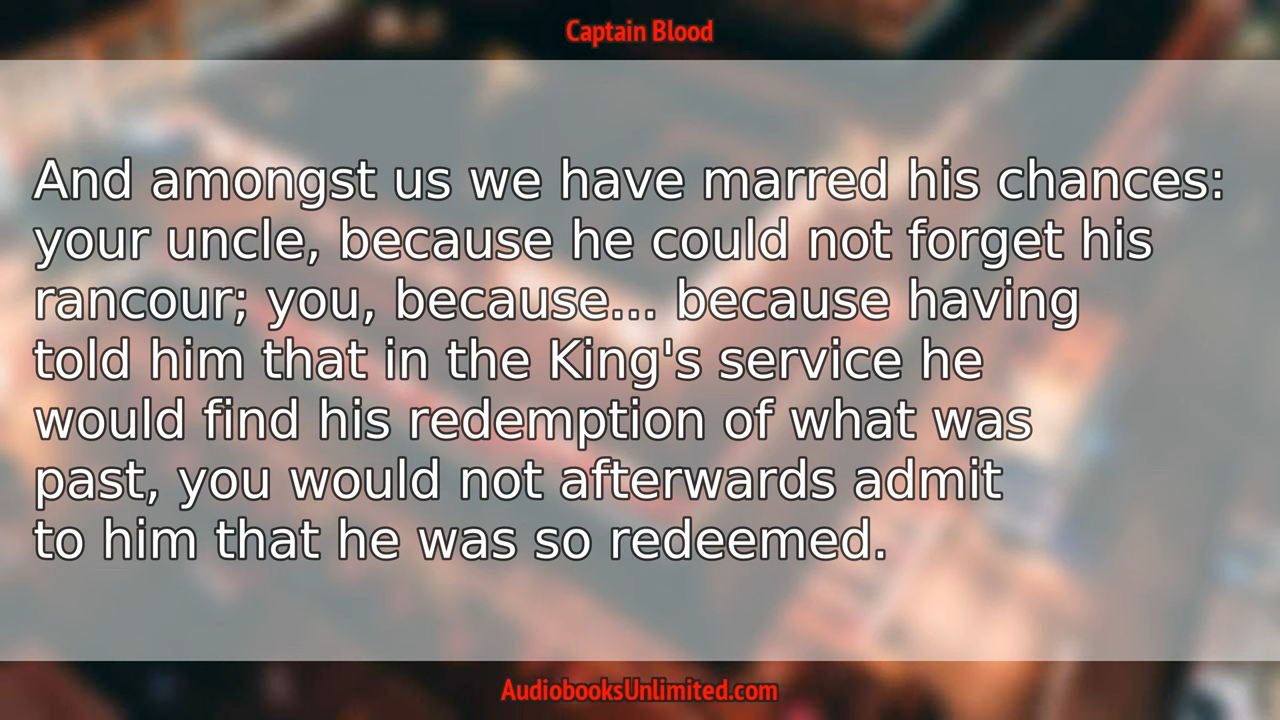 Captain Blood
And amongst us we have marred his chances:
your uncle, because he could not forget his
rancour; you, because... because having
told him that in the King's service he
would find his redemption of what was
past, you would not afterwards admit
to him that he was so redeemed.
AudiobooksUnlimited.com